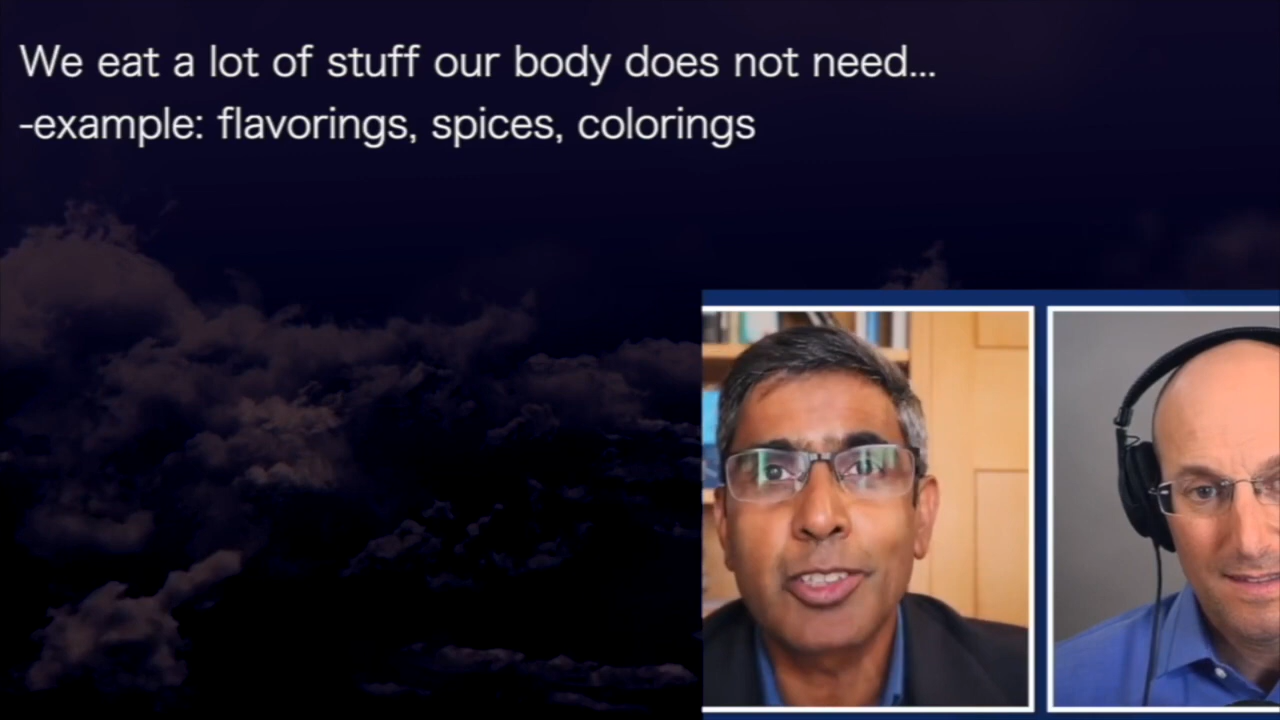 We eat a lot of stuff our body does not need...
-example: flavorings, spices, colorings